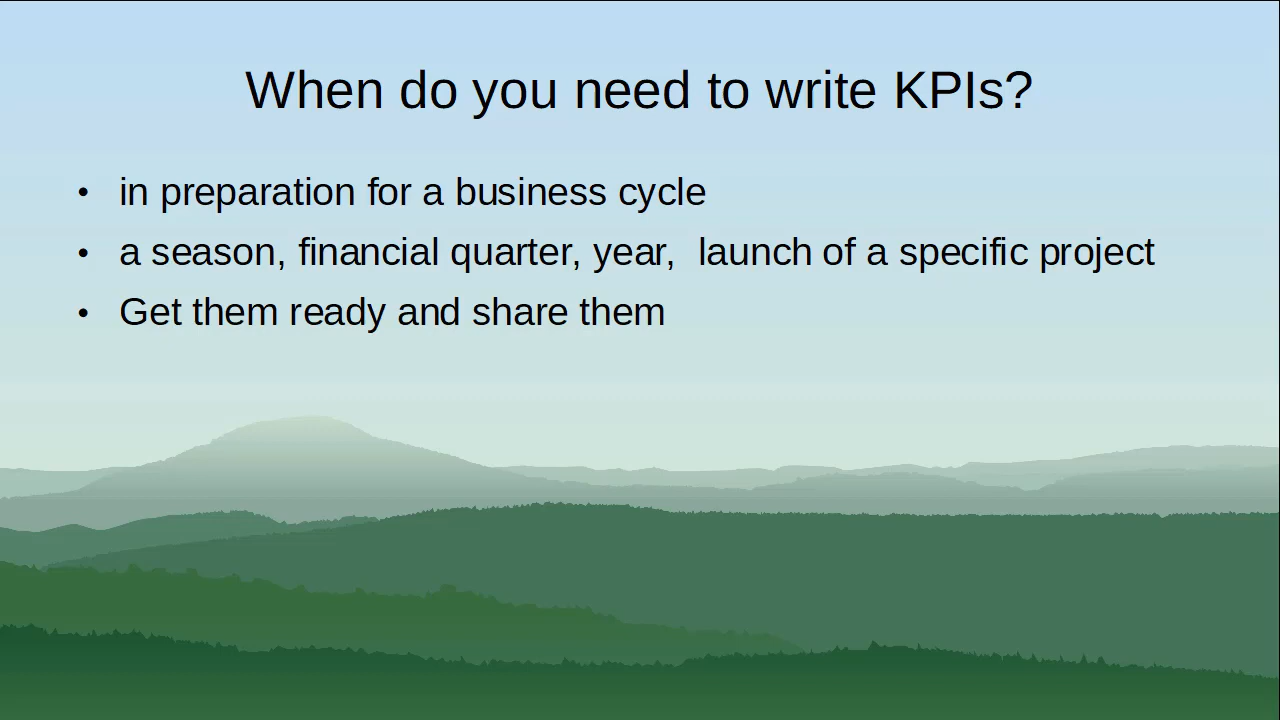 When do you need to write KPIs?
• in preparation for a business cycle
• a season, financial quarter, year,  launch of a specific project
• Get them ready and share them